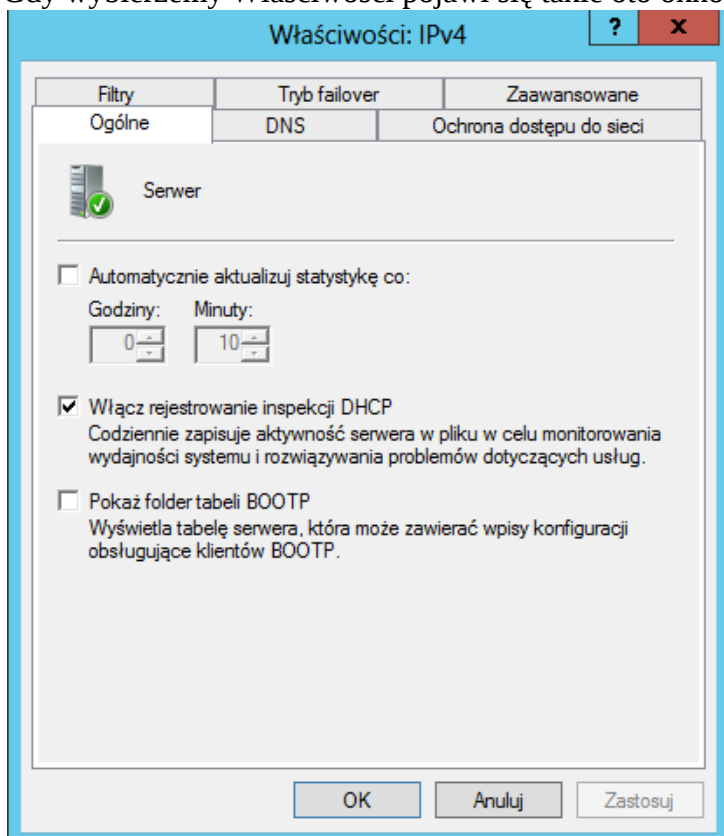 Gdy wybierzemy Właściwości pojawi się takie oto okno
Właściwości: IPv4
?
x
Filtry
Tryb failover
Zaawansowane
Ogólne
DNS
Ochrona dostępu do sieci
Serwer
Automatycznie aktualizuj statystykę co:
Godziny: Minuty:
0
10
Włącz rejestrowanie inspekcji DHCP
Codziennie zapisuje aktywność serwera w pliku w celu monitorowania
wydajności systemu i rozwiązywania problemów dotyczących usług.
Pokaż folder tabeli BOOTP
Wyświetla tabelę serwera, która może zawierać wpisy konfiguracji
obsługujące klientów BOOTP.
OK
Anuluj
Zastosuj